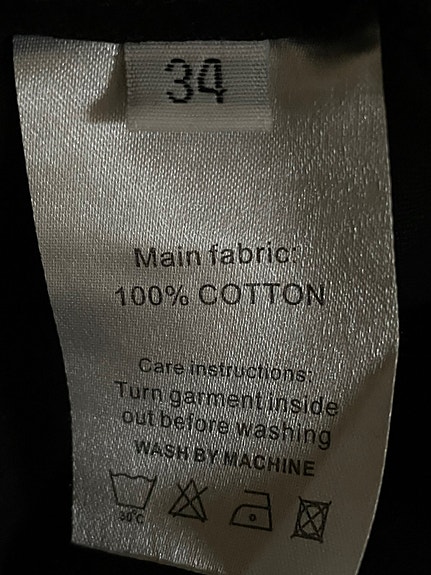 34
Main fabric:
100% COTTON
Care instructions:
Turn garment inside
out before washing
WASH BY MACHINE
30°C